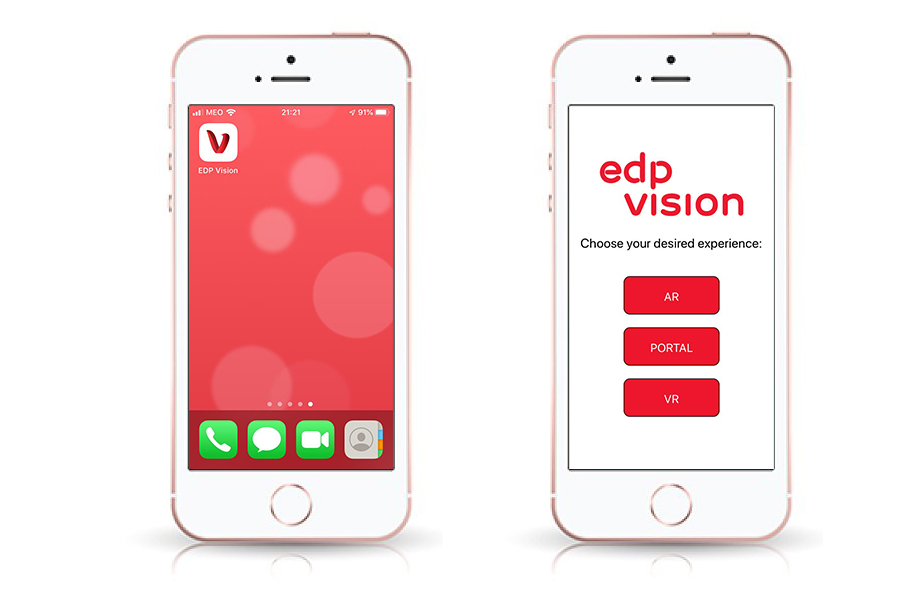 MEO 21:21 91%
EDP Vision
edp
vision
Choose your desired experience:
AR
PORTAL
VR